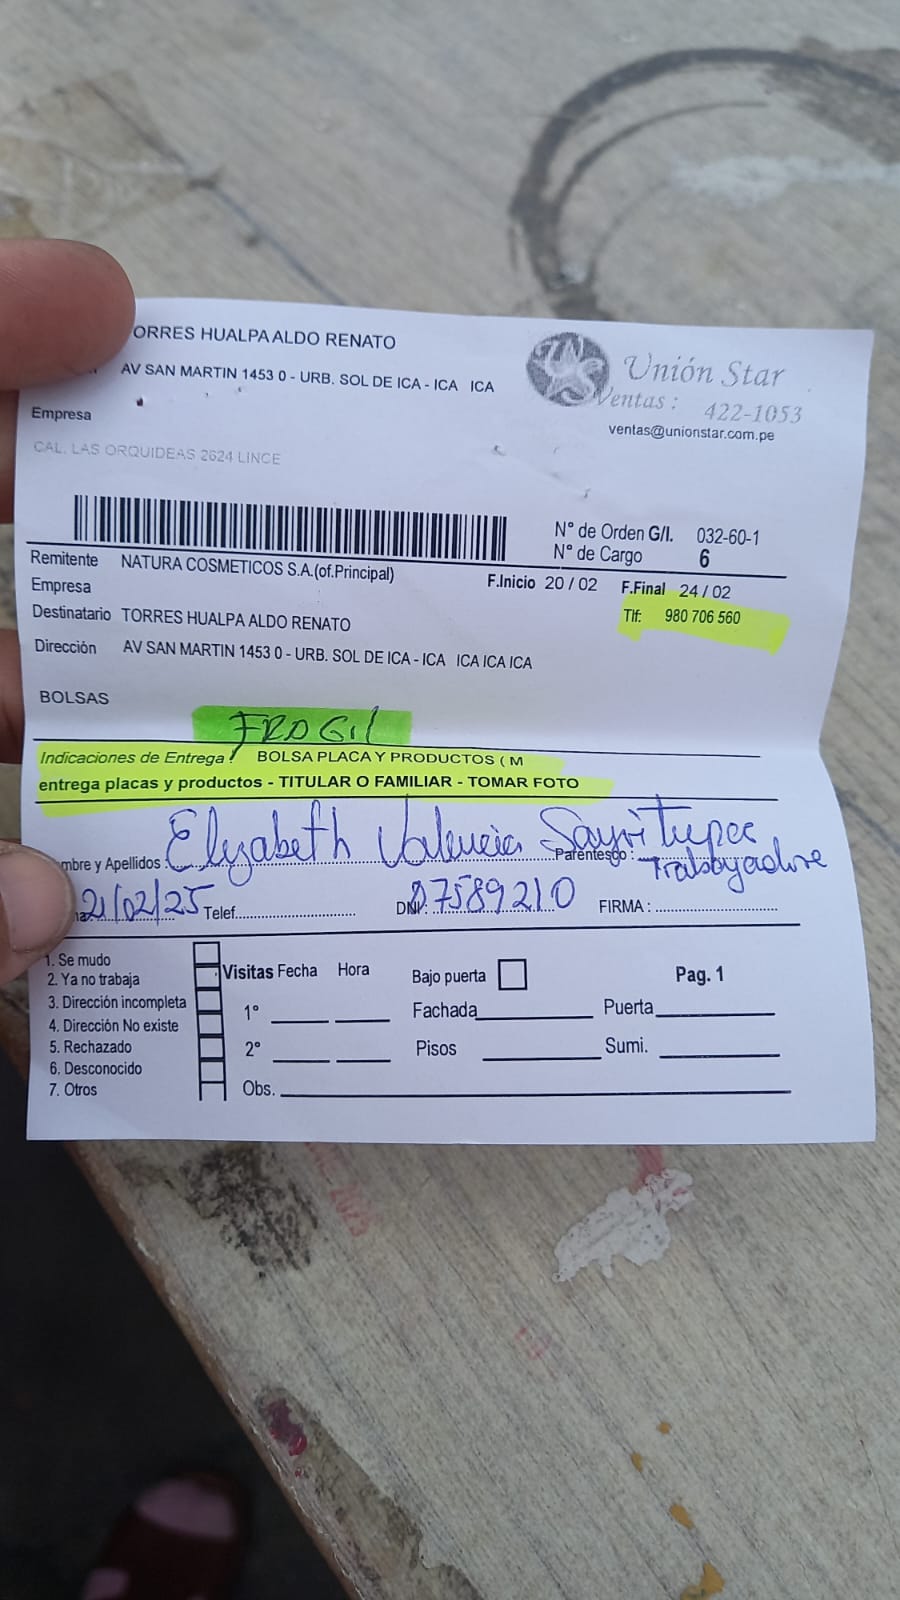 ORRES HUALPA ALDO RENATO
AV SAN MARTIN 1453 0 - URB. SOL DE ICA - ICA ICA
Unión Star
Ventas : 422-1053
ventas@unionstar.com.pe
Empresa
CAL. LAS ORQUIDEAS 2624 LINCE
N° de Orden G/I. 032-60-1
N° de Cargo 6
Remitente NATURA COSMETICOS S.A.(of.Principal)
F.Inicio 20 / 02 F.Final 24 / 02
Empresa
Tlf: 980 706 560
Destinatario TORRES HUALPA ALDO RENATO
Dirección AV SAN MARTIN 1453 0 - URB. SOL DE ICA - ICA ICA ICA ICA
BOLSAS
Indicaciones de Entrega BOLSA PLACA Y PRODUCTOS ( M
entrega placas y productos - TITULAR O FAMILIAR - TOMAR FOTO
mbre y Apellidos : Elizabeth Valencia Parentesco :
21/02/25 Telef. DNI: 07589210 FIRMA :
1. Se mudo
2. Ya no trabaja
3. Dirección incompleta
4. Dirección No existe
5. Rechazado
6. Desconocido
7. Otros
Visitas Fecha Hora Bajo puerta Pag. 1
1° Fachada Puerta
2° Pisos Sumi.
Obs.